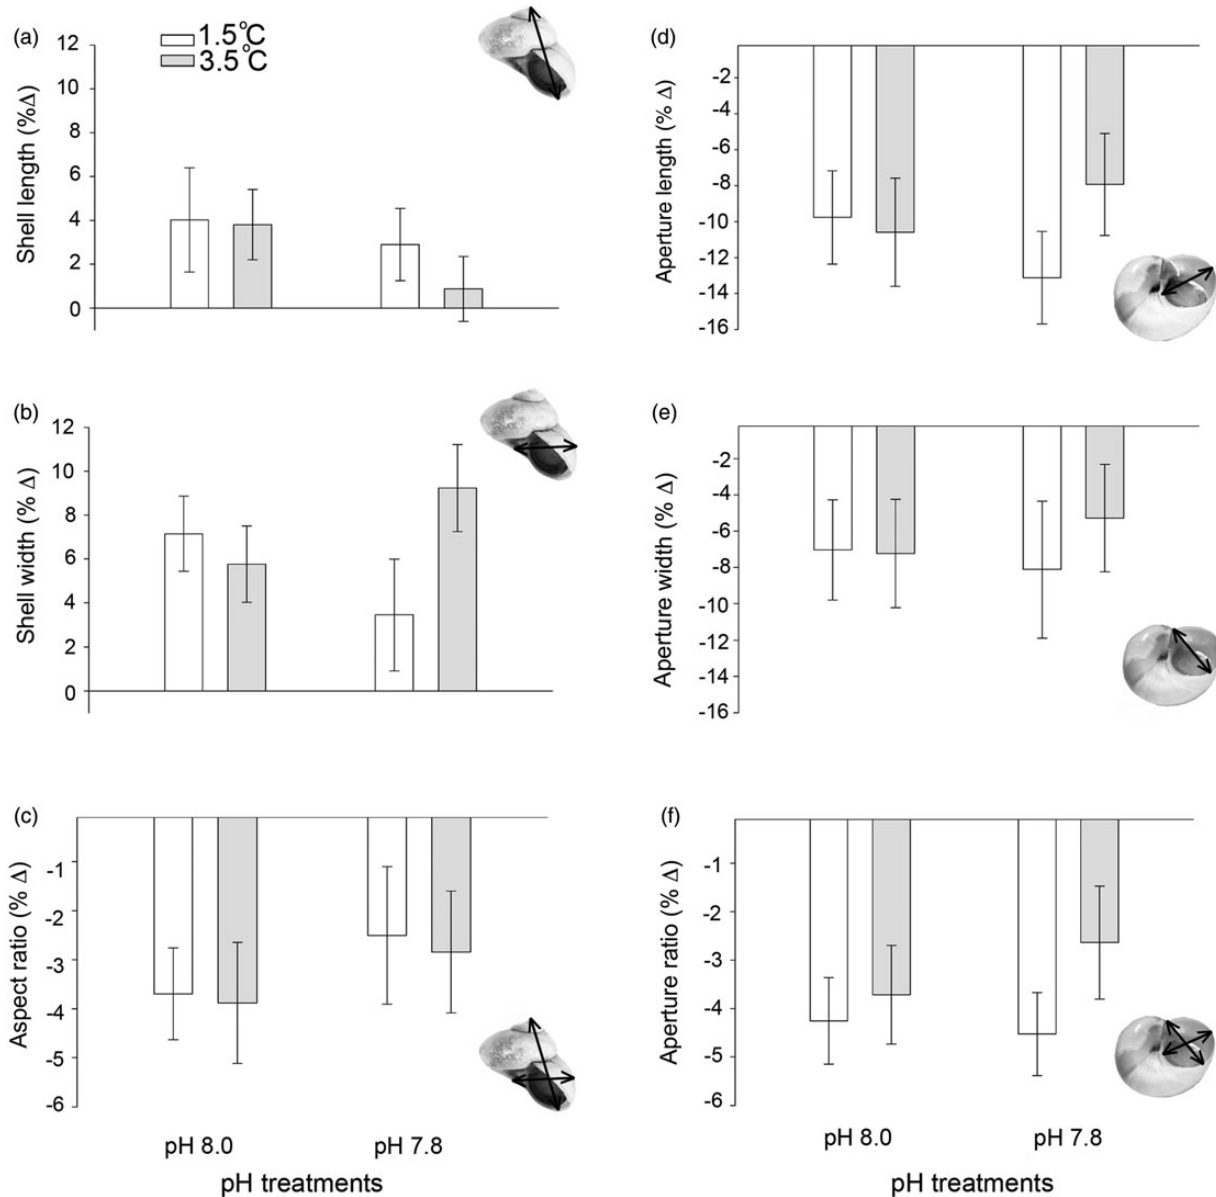 (a)
1.5°C
3.5°C
12
10
8
6
4
2
0
Shell length (%Δ)
(d)
-2
-4
-6
-8
-10
-12
-14
-16
Aperture length (% Δ)
(b)
12
10
8
6
4
2
0
Shell width (% Δ)
(e)
-2
-4
-6
-8
-10
-12
-14
-16
Aperture width (% Δ)
(c)
-1
-2
-3
-4
-5
-6
Aspect ratio (% Δ)
pH 8.0 pH 7.8
pH treatments
(f)
-1
-2
-3
-4
-5
-6
Aperture ratio (% Δ)
pH 8.0 pH 7.8
pH treatments